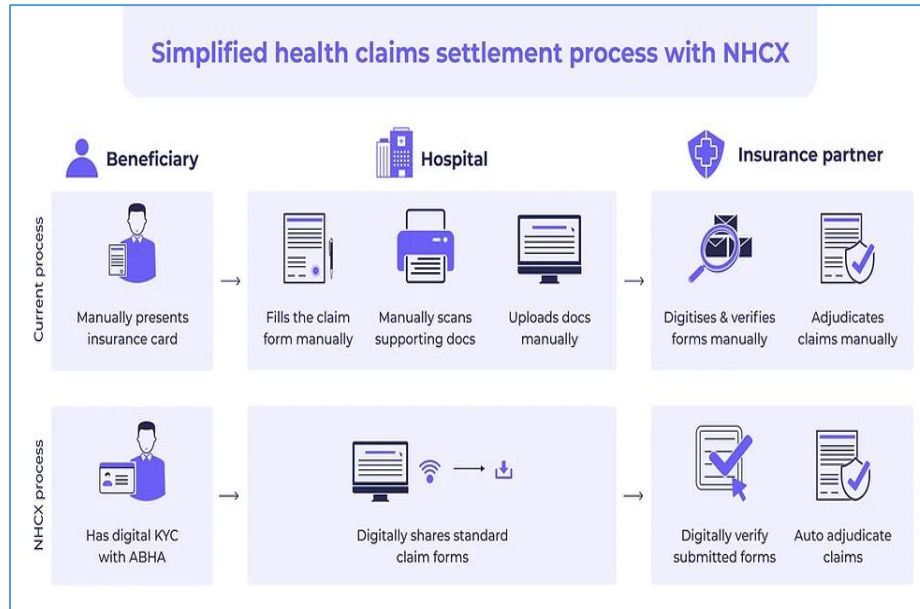 Simplified health claims settlement process with NHCX
Beneficiary
Hospital
Insurance partner
Current process
Manually presents
insurance card
Fills the claim
form manually
Manually scans
supporting docs
Uploads docs
manually
Digitises & verifies
forms manually
Adjudicates
claims manually
NHCX process
Has digital KYC
with ABHA
Digitally shares standard
claim forms
Digitally verify
submitted forms
Auto adjudicate
claims